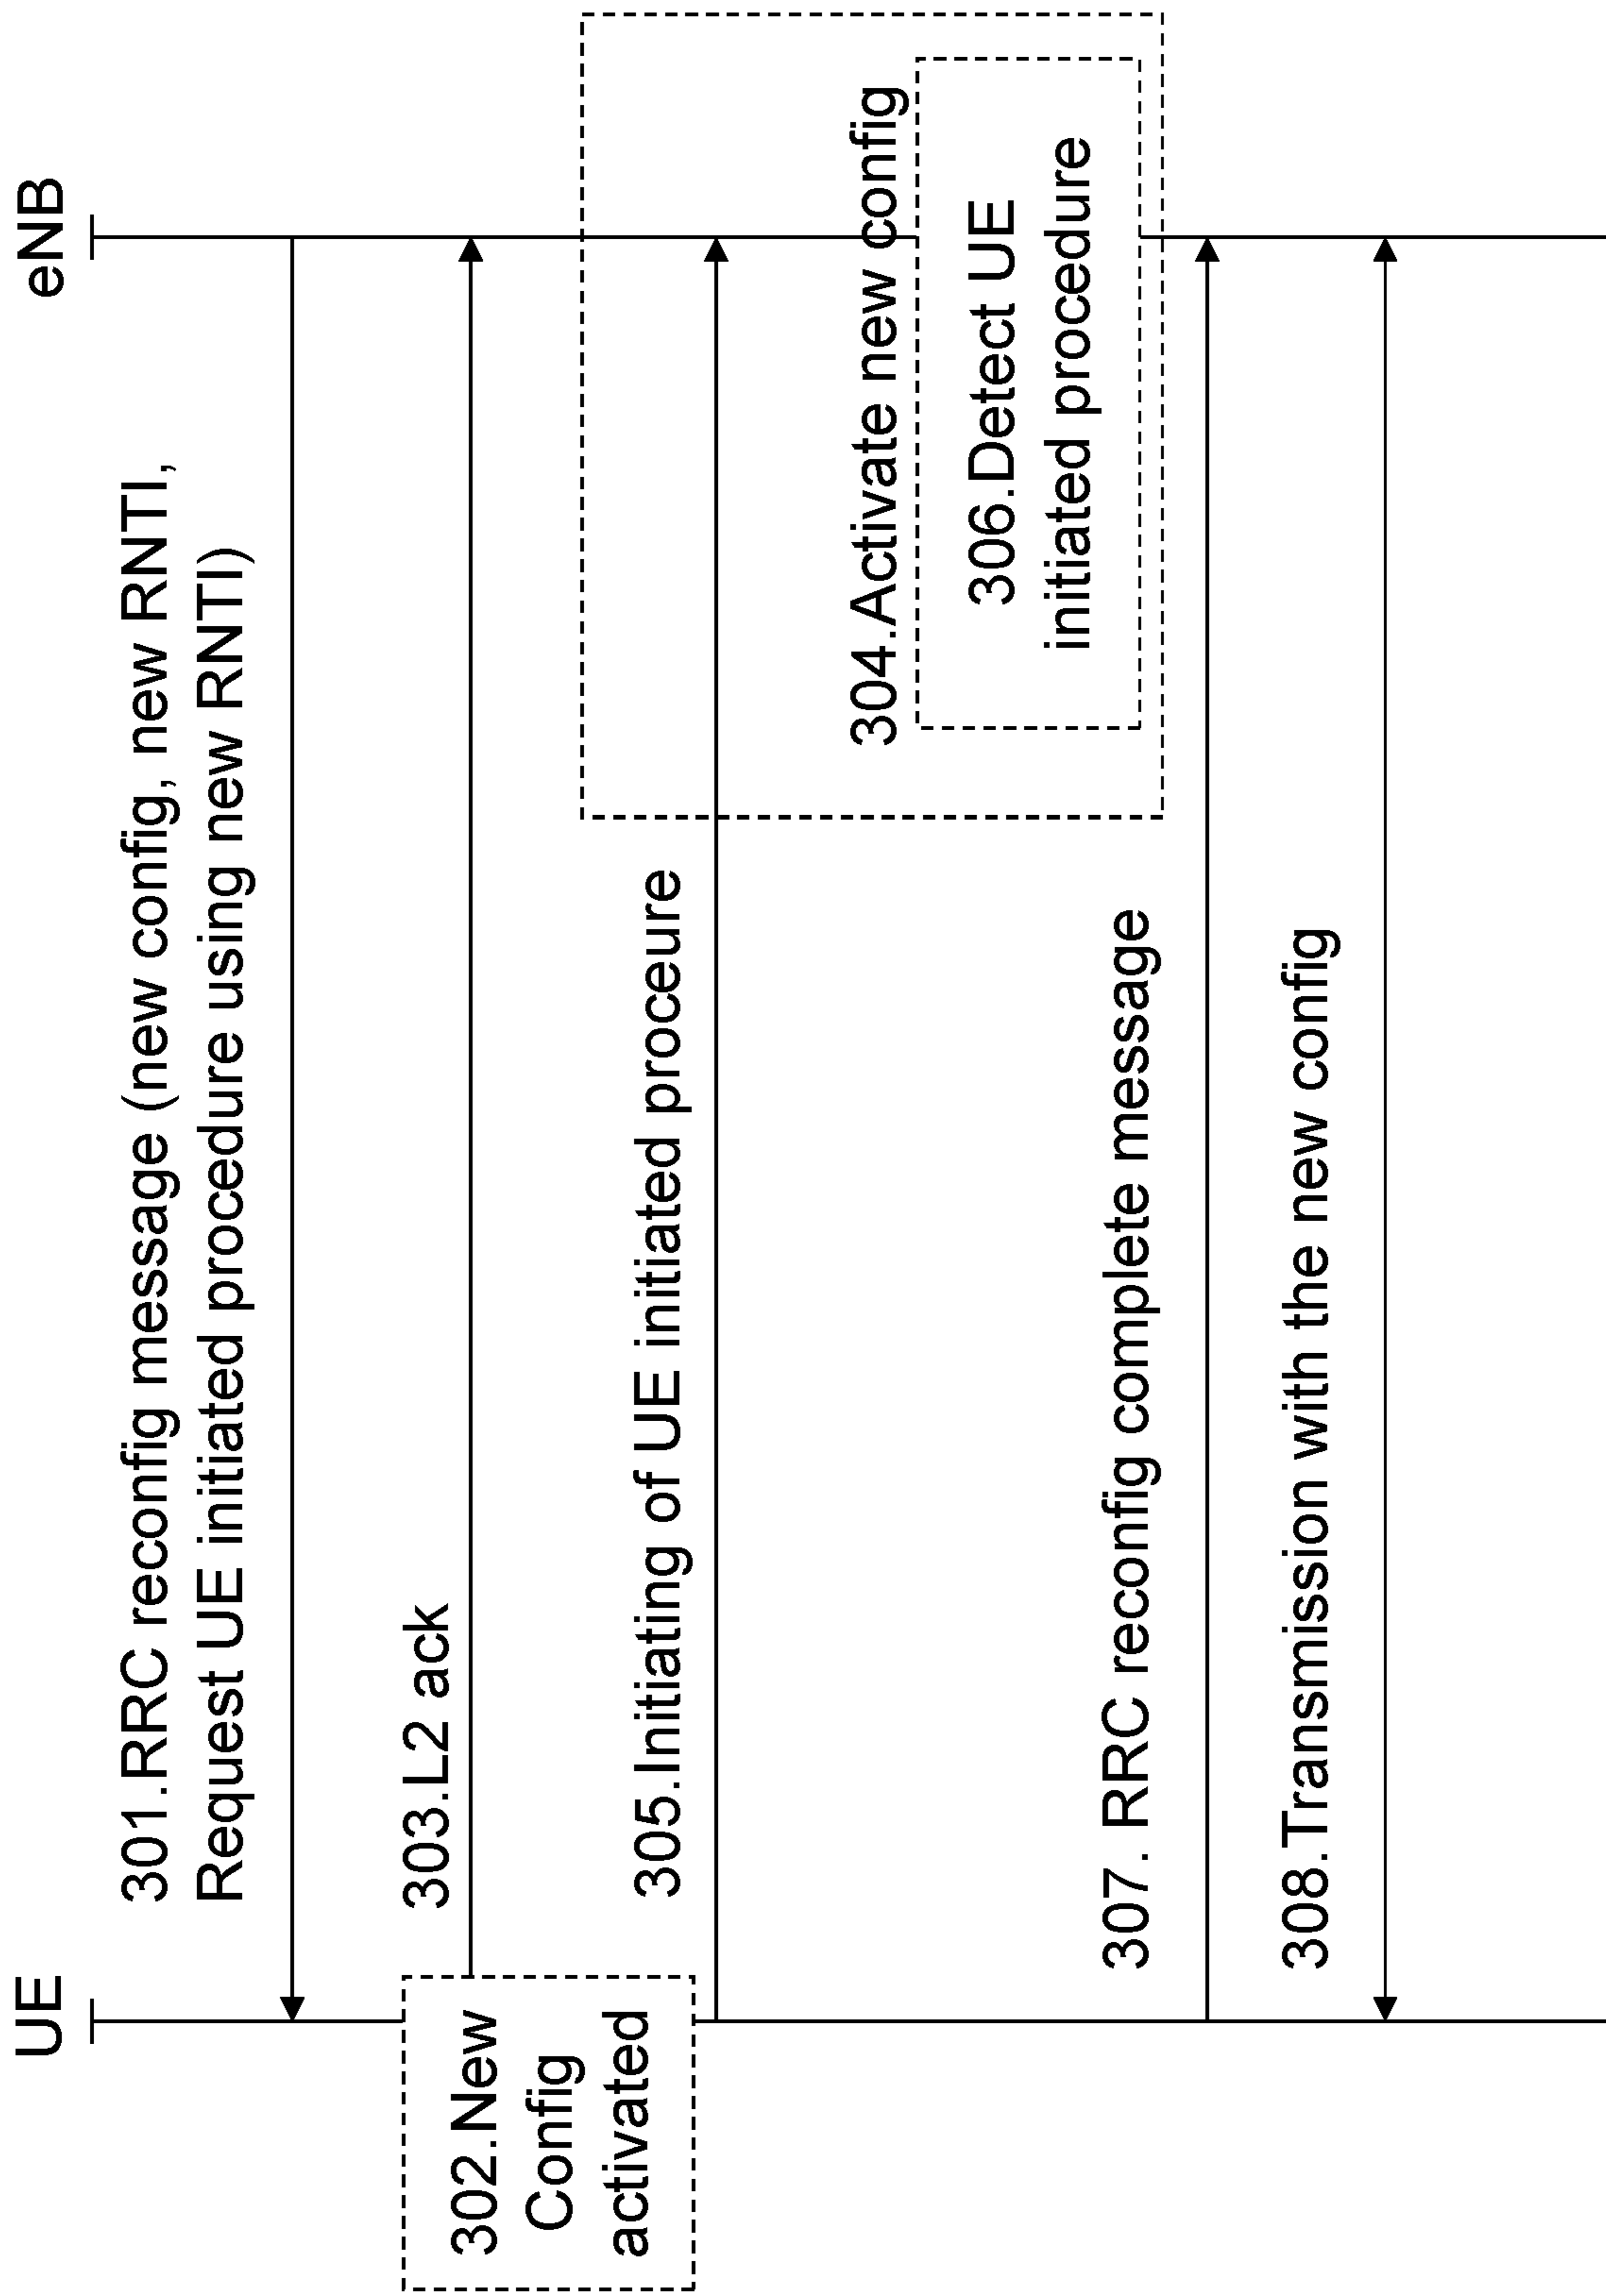 UE
eNB
301.RRC reconfig message (new config, new RNTI,
Request UE initiated procedure using new RNTI)
302.New
Config
activated
303.L2 ack
305.Initiating of UE initiated proceure
304.Activate new config
306.Detect UE
initiated procedure
307. RRC reconfig complete message
308.Transmission with the new config